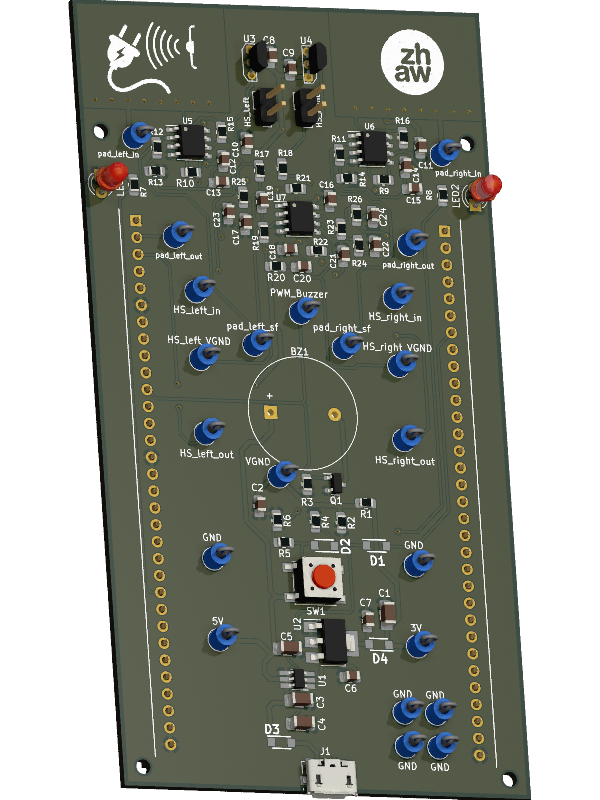 zh
aw
U3
C8
U4
C9
HS_Left
U5
R15
R16
U6
R11
C12
pad_left_in
pad_right_in
R13
R10
R7
C10
C12
C13
R17
R18
R21
R25
C19
C16
U7
R14
R9
C11
C14
C15
R8
LED2
C23
C17
R19
C18
R22
R20
C20
R23
R26
C24
C21
R24
C22
pad_left_out
pad_right_out
PWM_Buzzer
HS_left_in
HS_right_in
pad_left_sf
pad_right_sf
HS_left VGND
HS_right VGND
BZ1
+
HS_left_out
HS_right_out
VGND
C2
R3
Q1
R1
R6
R4
R2
R5
D2
D1
GND
GND
SW1
C1
C7
U2
5V
3V
C5
D4
U1
C6
C3
C4
D3
GND
GND
GND
GND
J1